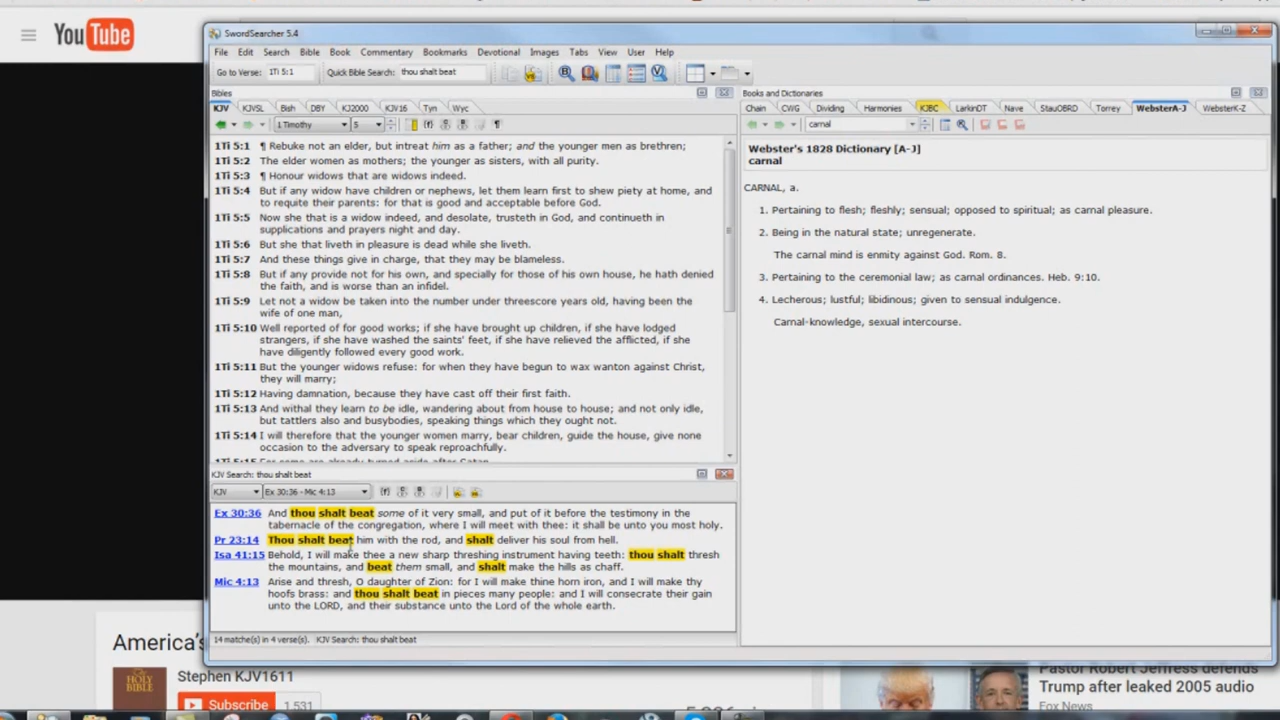 YouTube
SwordSearcher 5.4
File Edit Search Bible Book Commentary Bookmarks Devotional Images Tabs View User Help
Go to Verse: 1Ti 5:1 Quick Bible Search: thou shalt beat
Bibles
KJV KJVSL Bish DBY KJ2000 KJV16 Tyn Wyc
1 Timothy 5
1Ti 5:1 ¶ Rebuke not an elder, but intreat him as a father; and the younger men as brethren;
1Ti 5:2 The elder women as mothers; the younger as sisters, with all purity.
1Ti 5:3 ¶ Honour widows that are widows indeed.
1Ti 5:4 But if any widow have children or nephews, let them learn first to shew piety at home, and
to requite their parents: for that is good and acceptable before God.
1Ti 5:5 Now she that is a widow indeed, and desolate, trusteth in God, and continueth in
supplications and prayers night and day.
1Ti 5:6 But she that liveth in pleasure is dead while she liveth.
1Ti 5:7 And these things give in charge, that they may be blameless.
1Ti 5:8 But if any provide not for his own, and specially for those of his own house, he hath denied
the faith, and is worse than an infidel.
1Ti 5:9 Let not a widow be taken into the number under threescore years old, having been the
wife of one man,
1Ti 5:10 Well reported of for good works; if she have brought up children, if she have lodged
strangers, if she have washed the saints' feet, if she have relieved the afflicted, if she
have diligently followed every good work.
1Ti 5:11 But the younger widows refuse: for when they have begun to wax wanton against Christ,
they will marry;
1Ti 5:12 Having damnation, because they have cast off their first faith.
1Ti 5:13 And withal they learn to be idle, wandering about from house to house; and not only idle,
but tattlers also and busybodies, speaking things which they ought not.
1Ti 5:14 I will therefore that the younger women marry, bear children, guide the house, give none
occasion to the adversary to speak reproachfully.
1Ti 5:15 For some are already turned aside after Satan.
KJV Search: thou shalt beat
KJV Ex 30:36 - Mic 4:13
Ex 30:36 And thou shalt beat some of it very small, and put of it before the testimony in the
tabernacle of the congregation, where I will meet with thee: it shall be unto you most holy.
Pr 23:14 Thou shalt beat him with the rod, and shalt deliver his soul from hell.
Isa 41:15 Behold, I will make thee a new sharp threshing instrument having teeth: thou shalt thresh
the mountains, and beat them small, and shalt make the hills as chaff.
Mic 4:13 Arise and thresh, O daughter of Zion: for I will make thine horn iron, and I will make thy
hoofs brass: and thou shalt beat in pieces many people: and I will consecrate their gain
unto the LORD, and their substance unto the Lord of the whole earth.
14 matche(s) in 4 verse(s). KJV Search: thou shalt beat
Books and Dictionaries
Chain CWG Dividing Harmonies KJBC LarkinDT Nave StauOBRD Torrey WebsterA-J WebsterK-Z
carnal
Webster's 1828 Dictionary [A-J]
carnal
CARNAL, a.
1. Pertaining to flesh; fleshly; sensual; opposed to spiritual; as carnal pleasure.
2. Being in the natural state; unregenerate.
The carnal mind is enmity against God. Rom. 8.
3. Pertaining to the ceremonial law; as carnal ordinances. Heb. 9:10.
4. Lecherous; lustful; libidinous; given to sensual indulgence.
Carnal-knowledge, sexual intercourse.
America's
HOLY
BIBLE
Stephen KJV1611
Subscribe 1,531
Pastor Robert Jeffress defends
Trump after leaked 2005 audio
Fox News